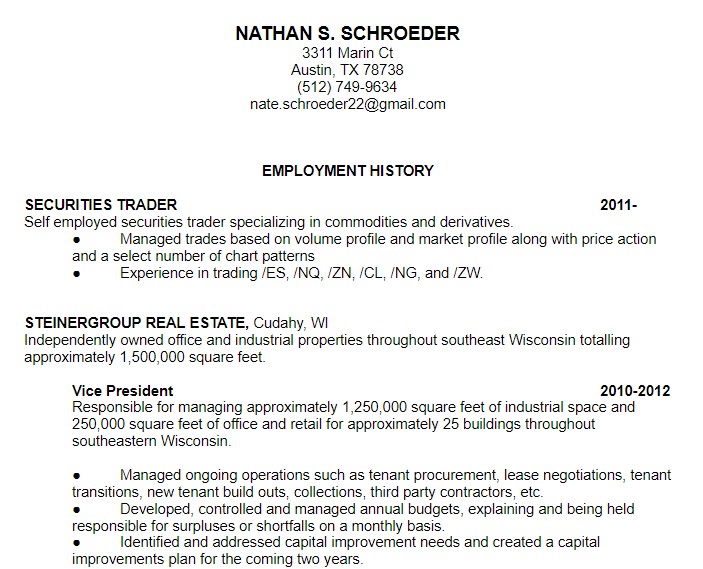 NATHAN S. SCHROEDER
3311 Marin Ct
Austin, TX 78738
(512) 749-9634
nate.schroeder22@gmail.com
EMPLOYMENT HISTORY
SECURITIES TRADER 2011-
Self employed securities trader specializing in commodities and derivatives.
● Managed trades based on volume profile and market profile along with price action
and a select number of chart patterns
● Experience in trading /ES, /NQ, /ZN, /CL, /NG, and /ZW.
STEINERGROUP REAL ESTATE, Cudahy, WI
Independently owned office and industrial properties throughout southeast Wisconsin totalling
approximately 1,500,000 square feet.
Vice President 2010-2012
Responsible for managing approximately 1,250,000 square feet of industrial space and
250,000 square feet of office and retail for approximately 25 buildings throughout
southeastern Wisconsin.
● Managed ongoing operations such as tenant procurement, lease negotiations, tenant
transitions, new tenant build outs, collections, third party contractors, etc.
● Developed, controlled and managed annual budgets, explaining and being held
responsible for surpluses or shortfalls on a monthly basis.
● Identified and addressed capital improvement needs and created a capital
improvements plan for the coming two years.